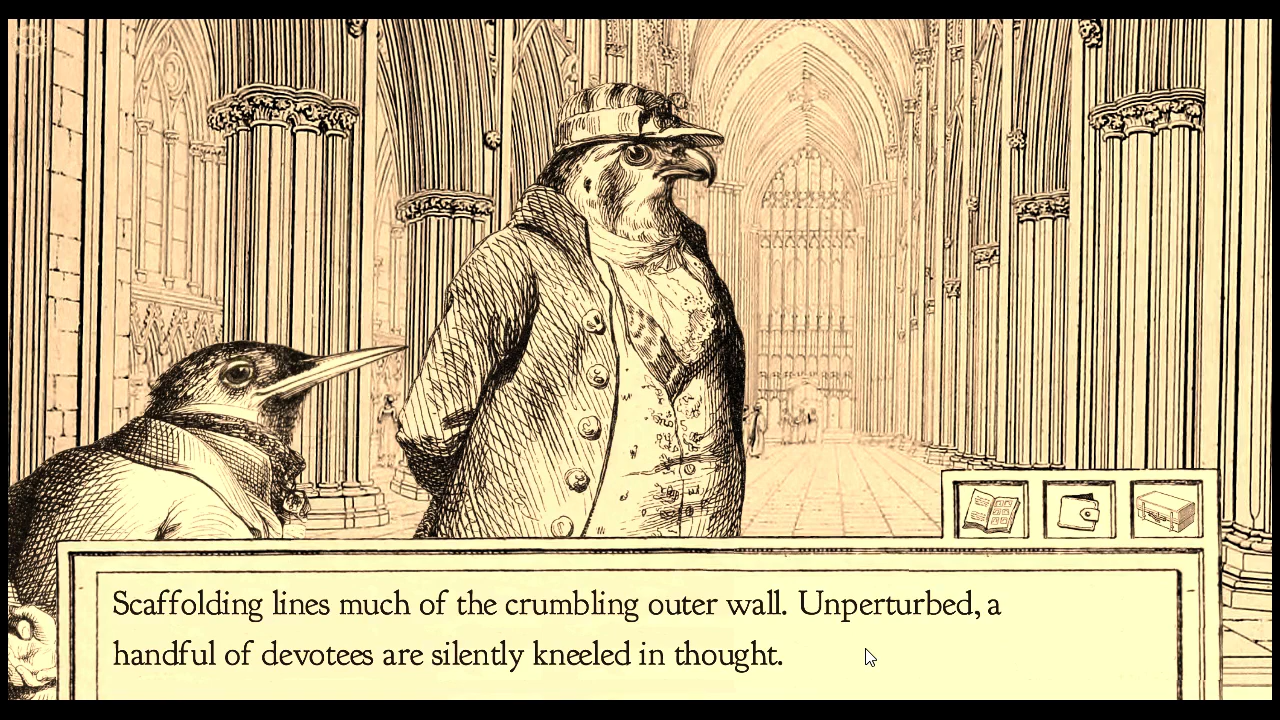 Scaffolding lines much of the crumbling outer wall. Unperturbed, a
handful of devotees are silently kneeled in thought.